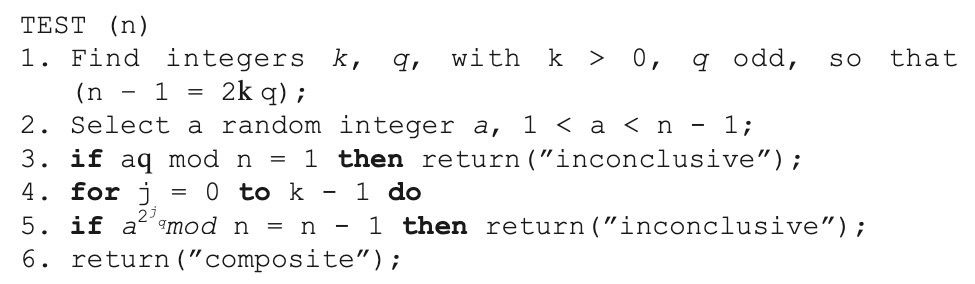 TEST (n)
1. Find integers k, q, with k > 0, q odd, so that
(n – 1 = 2k q);
2. Select a random integer a, 1 < a < n - 1;
3. if aq mod n = 1 then return(″inconclusive″);
4. for j = 0 to k - 1 do
5. if a^{2^j q} mod n = n - 1 then return(″inconclusive″);
6. return(″composite″);